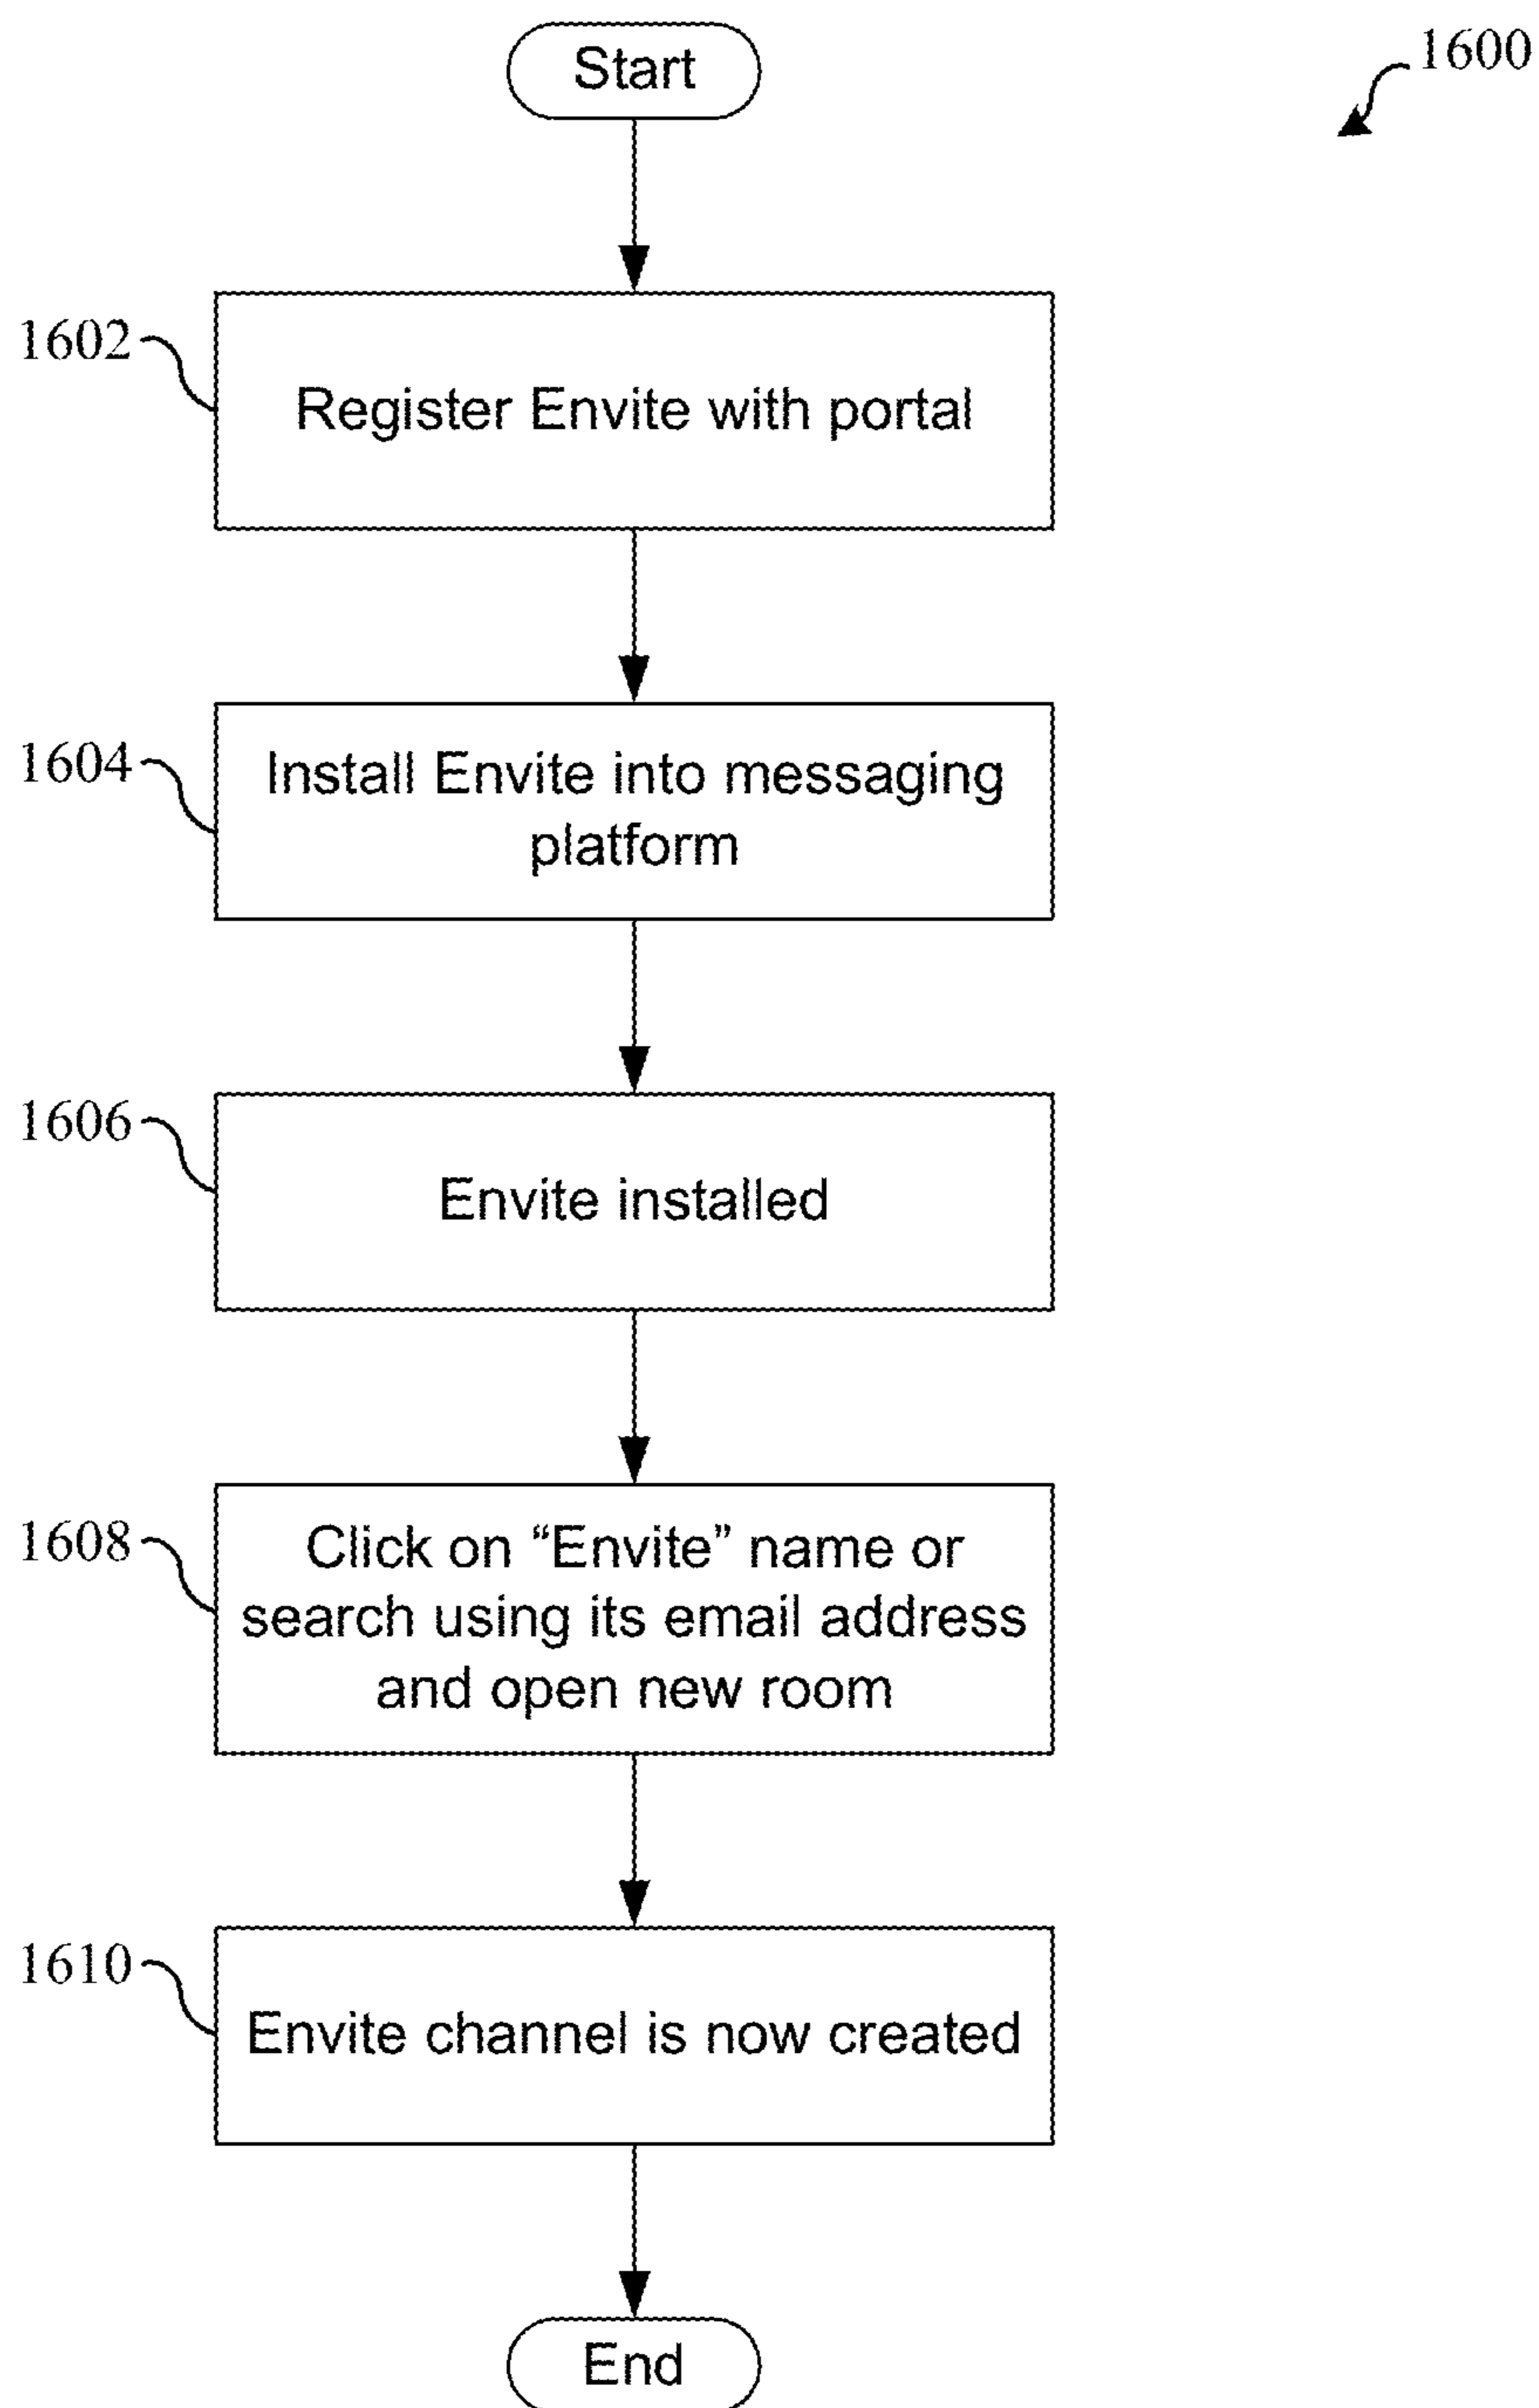 Start
1600
1602
Register Envite with portal
1604
Install Envite into messaging
platform
1606
Envite installed
1608
Click on “Envite” name or
search using its email address
and open new room
1610
Envite channel is now created
End